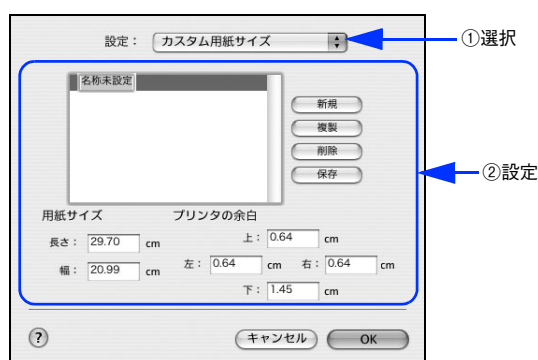 設定： カスタム用紙サイズ
①選択
名称未設定
新規
複製
削除
保存
②設定
用紙サイズ
プリンタの余白
長さ： 29.70 cm
幅： 20.99 cm
上： 0.64 cm
左： 0.64 cm 右： 0.64 cm
下： 1.45 cm
? キャンセル OK